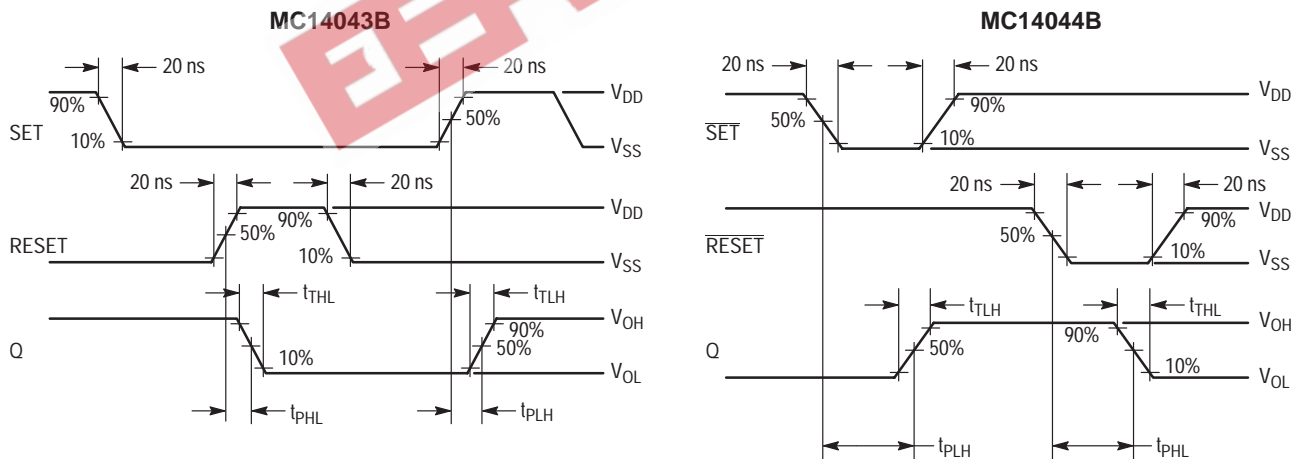 MC14043B
20 ns
20 ns
90%
50%
V_DD
SET
10%
V_SS
20 ns
20 ns
V_DD
90%
50%
RESET
10%
V_SS
t_THL
t_TLH
V_OH
90%
50%
Q
10%
V_OL
t_PHL
t_PLH
MC14044B
20 ns
20 ns
V_DD
90%
50%
S̅E̅T̅
10%
V_SS
20 ns
20 ns
V_DD
90%
50%
R̅E̅S̅E̅T̅
10%
V_SS
t_TLH
t_THL
V_OH
90%
50%
Q
10%
V_OL
t_PLH
t_PHL